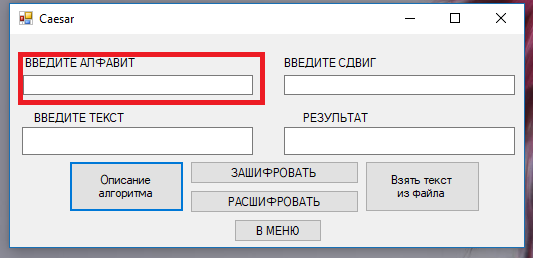 Caesar
ВВЕДИТЕ АЛФАВИТ
ВВЕДИТЕ СДВИГ
ВВЕДИТЕ ТЕКСТ
РЕЗУЛЬТАТ
Описание
алгоритма
ЗАШИФРОВАТЬ
РАСШИФРОВАТЬ
Взять текст
из файла
В МЕНЮ